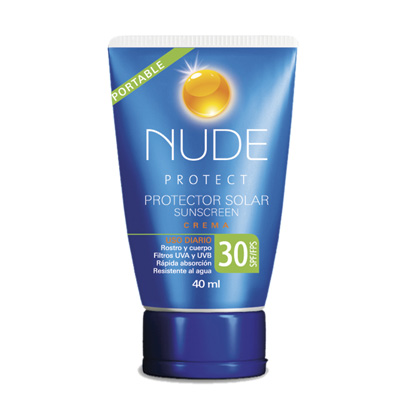 PORTABLE
NUDE
PROTECT
PROTECTOR SOLAR
SUNSCREEN
CREMA
USO DIARIO
Rostro y cuerpo
Filtros UVA y UVB
Rápida absorción
Resistente al agua
30
SPF/FPS
40 ml